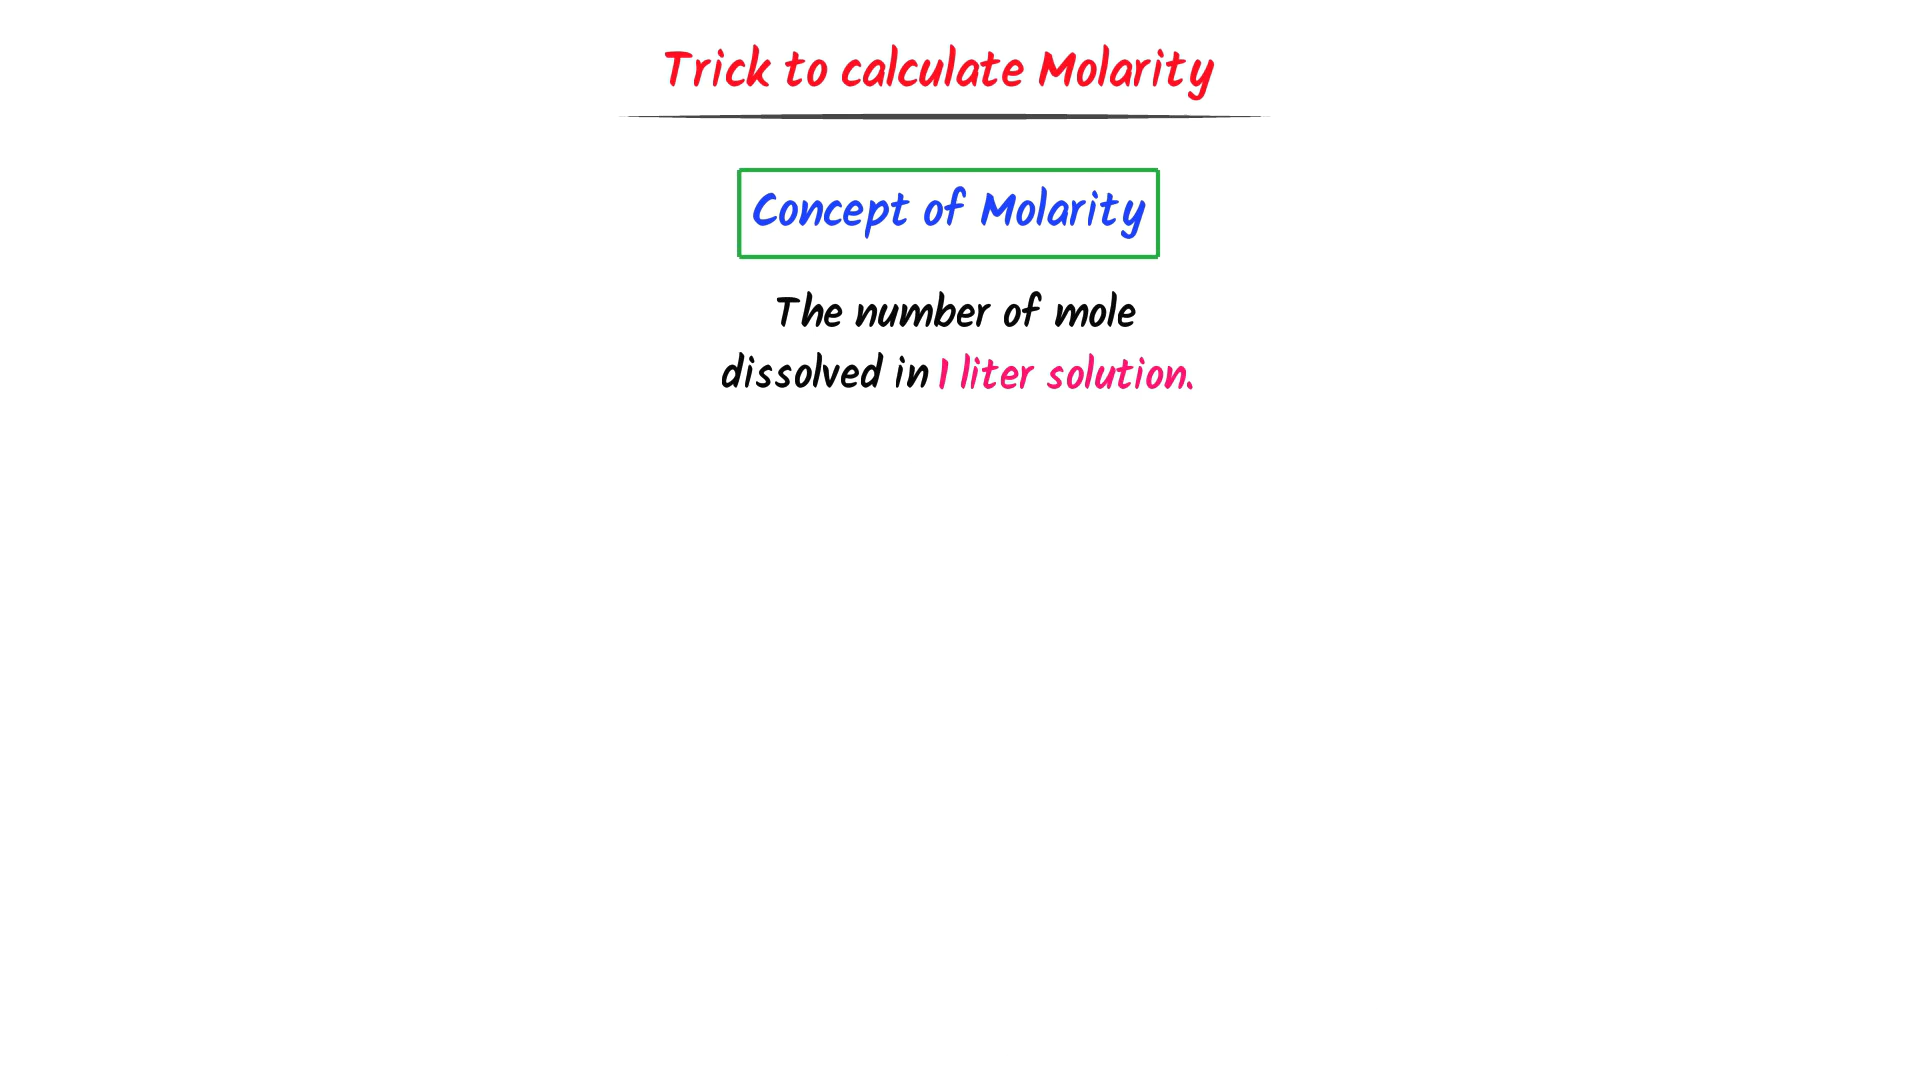 Trick to calculate Molarity
Concept of Molarity
The number of mole
dissolved in 1 liter solution.